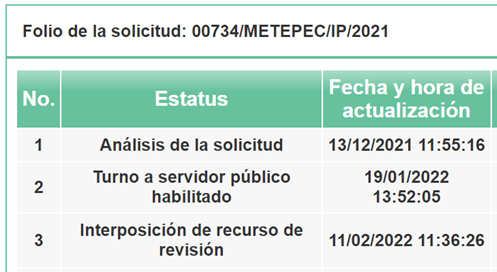 Folio de la solicitud: 00734/METEPEC/IP/2021
No. Estatus Fecha y hora de
actualización
1 Análisis de la solicitud 13/12/2021 11:55:16
2 Turno a servidor público
habilitado 19/01/2022
13:52:05
3 Interposición de recurso de
revisión 11/02/2022 11:36:26